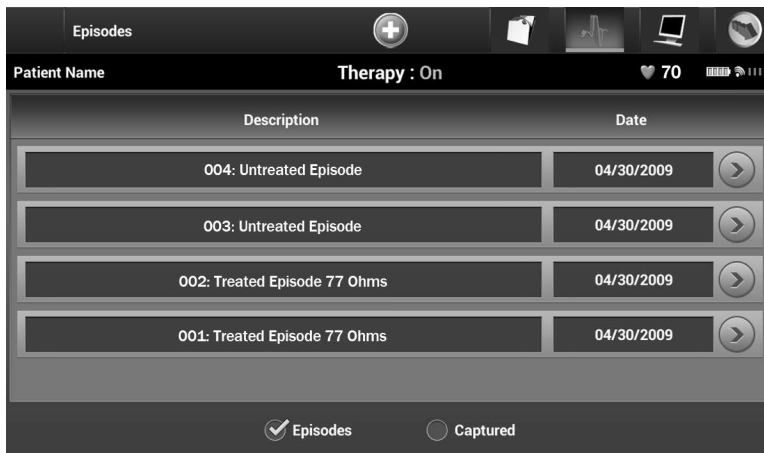 Episodes
Patient Name Therapy : On 70
Description Date
004: Untreated Episode 04/30/2009
003: Untreated Episode 04/30/2009
002: Treated Episode 77 Ohms 04/30/2009
001: Treated Episode 77 Ohms 04/30/2009
Episodes Captured